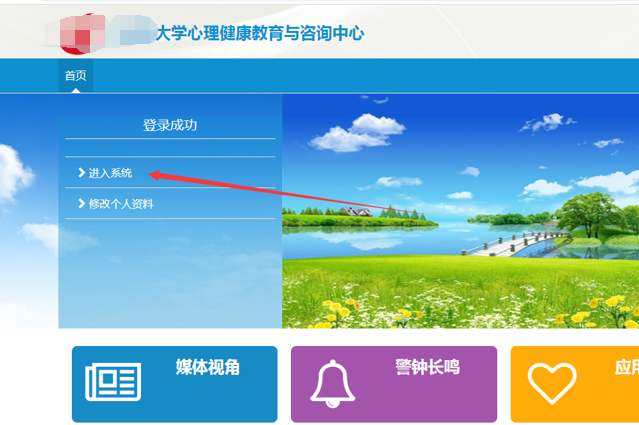 大学心理健康教育与咨询中心
首页
登录成功
进入系统
修改个人资料
媒体视角
警钟长鸣
应用